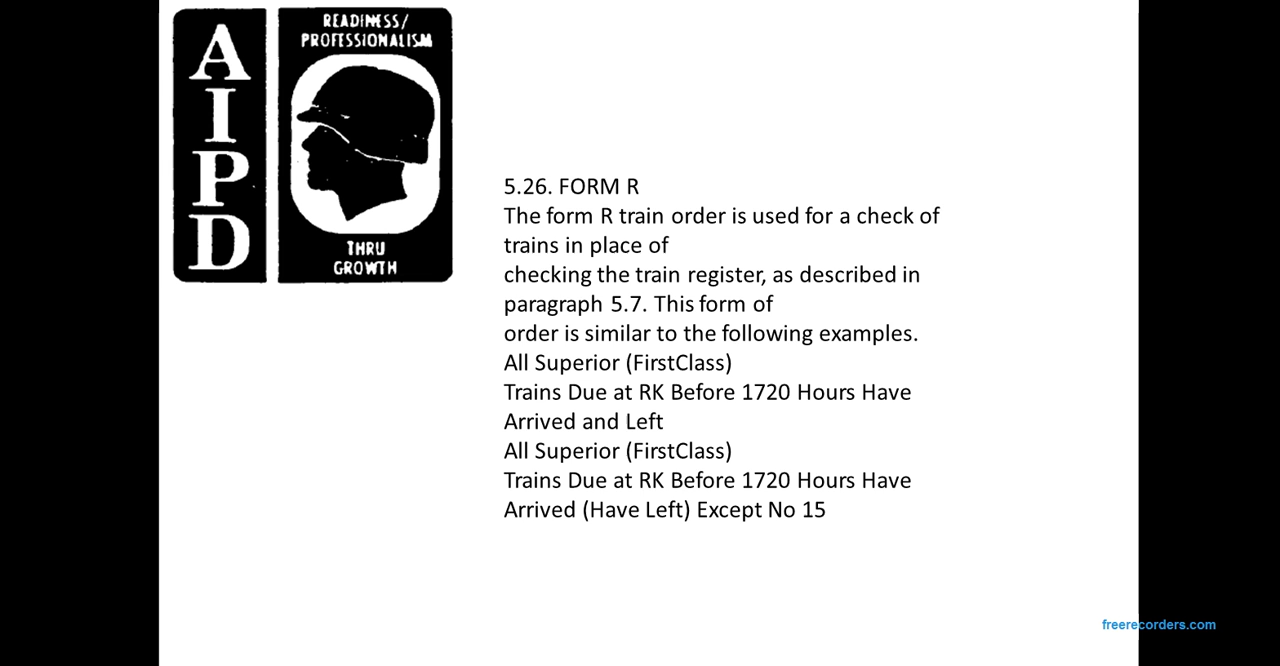 A
I
P
D
READINESS/
PROFESSIONALISM
THRU
GROWTH
5.26. FORM R
The form R train order is used for a check of
trains in place of
checking the train register, as described in
paragraph 5.7. This form of
order is similar to the following examples.
All Superior (FirstClass)
Trains Due at RK Before 1720 Hours Have
Arrived and Left
All Superior (FirstClass)
Trains Due at RK Before 1720 Hours Have
Arrived (Have Left) Except No 15
freerecorders.com